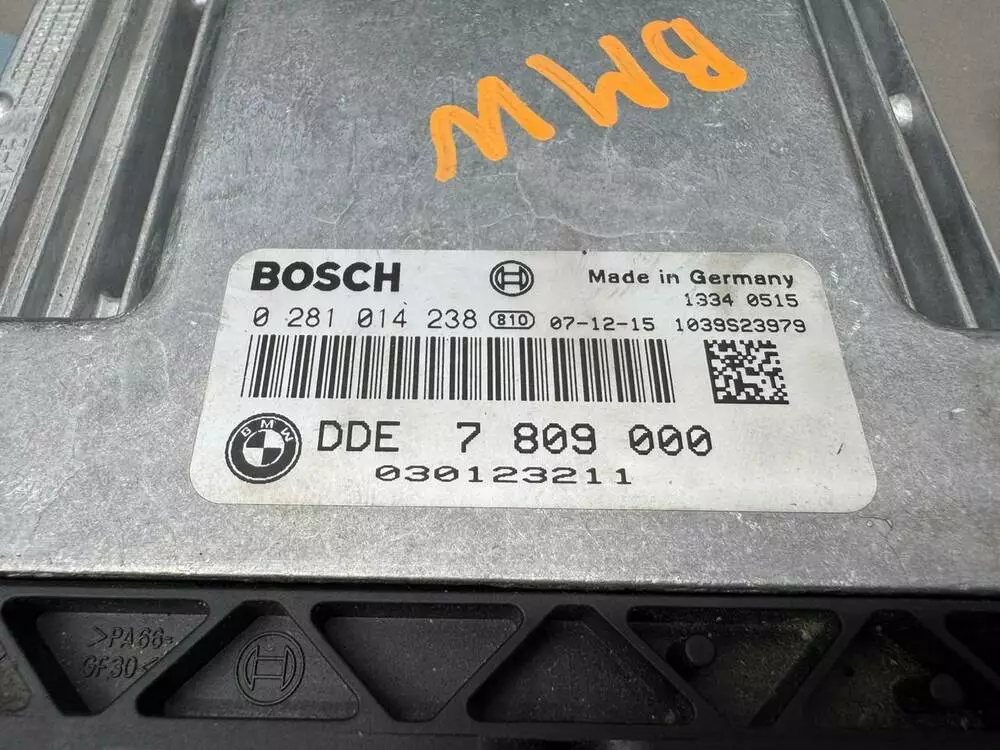 BMW
BOSCH
Made in Germany
1334 0515
0 281 014 238 810 07-12-15 1039S23979
BMW DDE 7 809 000
030123211
>PA66-
GF30<